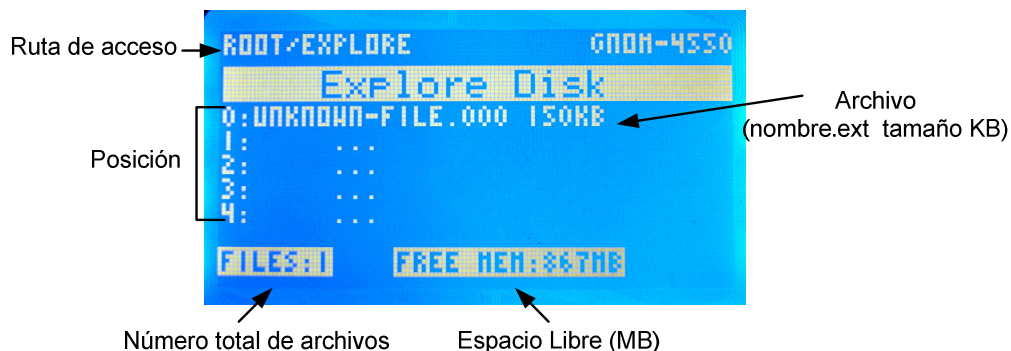 Ruta de acceso
ROOT/EXPLORE GNOM-4550
Explore Disk
0:UNKNOWN-FILE.000 150KB
1: ...
2: ...
3: ...
4: ...
Posición
Archivo
(nombre.ext tamaño KB)
FILES:1 FREE MEM:867MB
Número total de archivos
Espacio Libre (MB)